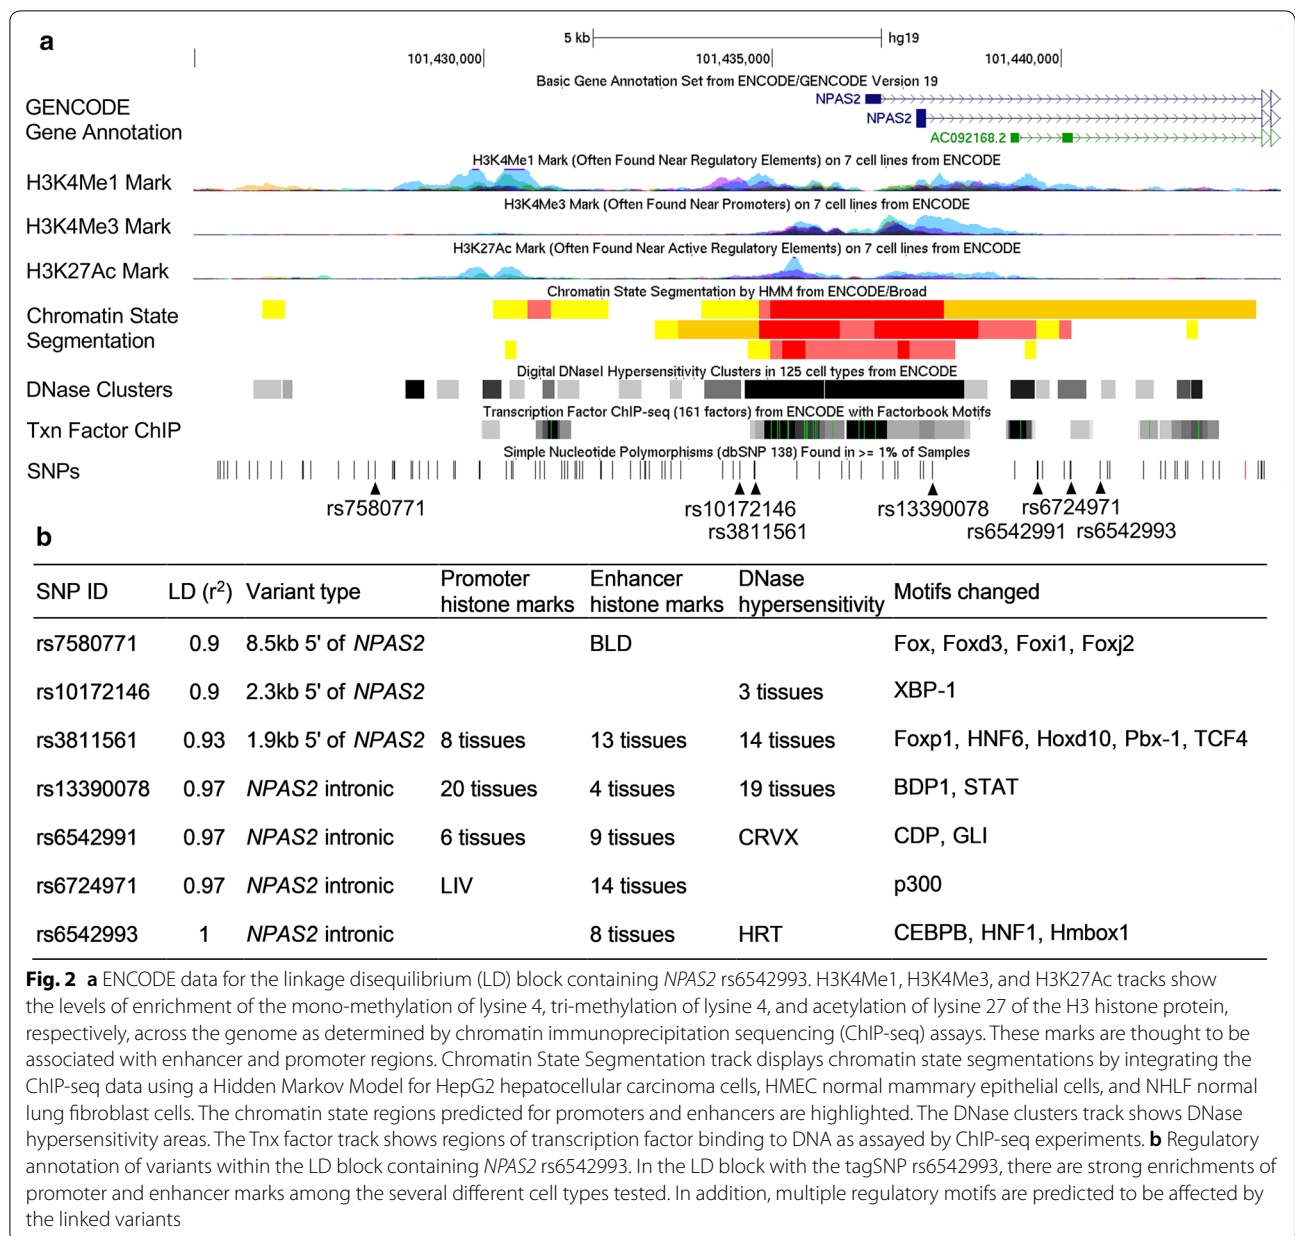 a
5 kb
hg19
101,430,000
101,435,000
101,440,000
Basic Gene Annotation Set from ENCODE/GENCODE Version 19
GENCODE
Gene Annotation
NPAS2
NPAS2
AC092168.2
H3K4Me1 Mark (Often Found Near Regulatory Elements) on 7 cell lines from ENCODE
H3K4Me1 Mark
H3K4Me3 Mark (Often Found Near Promoters) on 7 cell lines from ENCODE
H3K4Me3 Mark
H3K27Ac Mark (Often Found Near Active Regulatory Elements) on 7 cell lines from ENCODE
H3K27Ac Mark
Chromatin State Segmentation by HMM from ENCODE/Broad
Chromatin State
Segmentation
Digital DNaseI Hypersensitivity Clusters in 125 cell types from ENCODE
DNase Clusters
Transcription Factor ChIP-seq (161 factors) from ENCODE with Factorbook Motifs
Txn Factor ChIP
Simple Nucleotide Polymorphisms (dbSNP 138) Found in >= 1% of Samples
SNPs
rs7580771 rs10172146 rs13390078 rs6724971
rs3811561 rs6542991 rs6542993
b
SNP ID LD (r²) Variant type Promoter histone marks Enhancer histone marks DNase hypersensitivity Motifs changed
rs7580771 0.9 8.5kb 5' of NPAS2 BLD Fox, Foxd3, Foxi1, Foxj2
rs10172146 0.9 2.3kb 5' of NPAS2 3 tissues XBP-1
rs3811561 0.93 1.9kb 5' of NPAS2 8 tissues 13 tissues 14 tissues Foxp1, HNF6, Hoxd10, Pbx-1, TCF4
rs13390078 0.97 NPAS2 intronic 20 tissues 4 tissues 19 tissues BDP1, STAT
rs6542991 0.97 NPAS2 intronic 6 tissues 9 tissues CRVX CDP, GLI
rs6724971 0.97 NPAS2 intronic LIV 14 tissues p300
rs6542993 1 NPAS2 intronic 8 tissues HRT CEBPB, HNF1, Hmbox1
Fig. 2 a ENCODE data for the linkage disequilibrium (LD) block containing NPAS2 rs6542993. H3K4Me1, H3K4Me3, and H3K27Ac tracks show
the levels of enrichment of the mono-methylation of lysine 4, tri-methylation of lysine 4, and acetylation of lysine 27 of the H3 histone protein,
respectively, across the genome as determined by chromatin immunoprecipitation sequencing (ChIP-seq) assays. These marks are thought to be
associated with enhancer and promoter regions. Chromatin State Segmentation track displays chromatin state segmentations by integrating the
ChIP-seq data using a Hidden Markov Model for HepG2 hepatocellular carcinoma cells, HMEC normal mammary epithelial cells, and NHLF normal
lung fibroblast cells. The chromatin state regions predicted for promoters and enhancers are highlighted. The DNase clusters track shows DNase
hypersensitivity areas. The Tnx factor track shows regions of transcription factor binding to DNA as assayed by ChIP-seq experiments. b Regulatory
annotation of variants within the LD block containing NPAS2 rs6542993. In the LD block with the tagSNP rs6542993, there are strong enrichments of
promoter and enhancer marks among the several different cell types tested. In addition, multiple regulatory motifs are predicted to be affected by
the linked variants